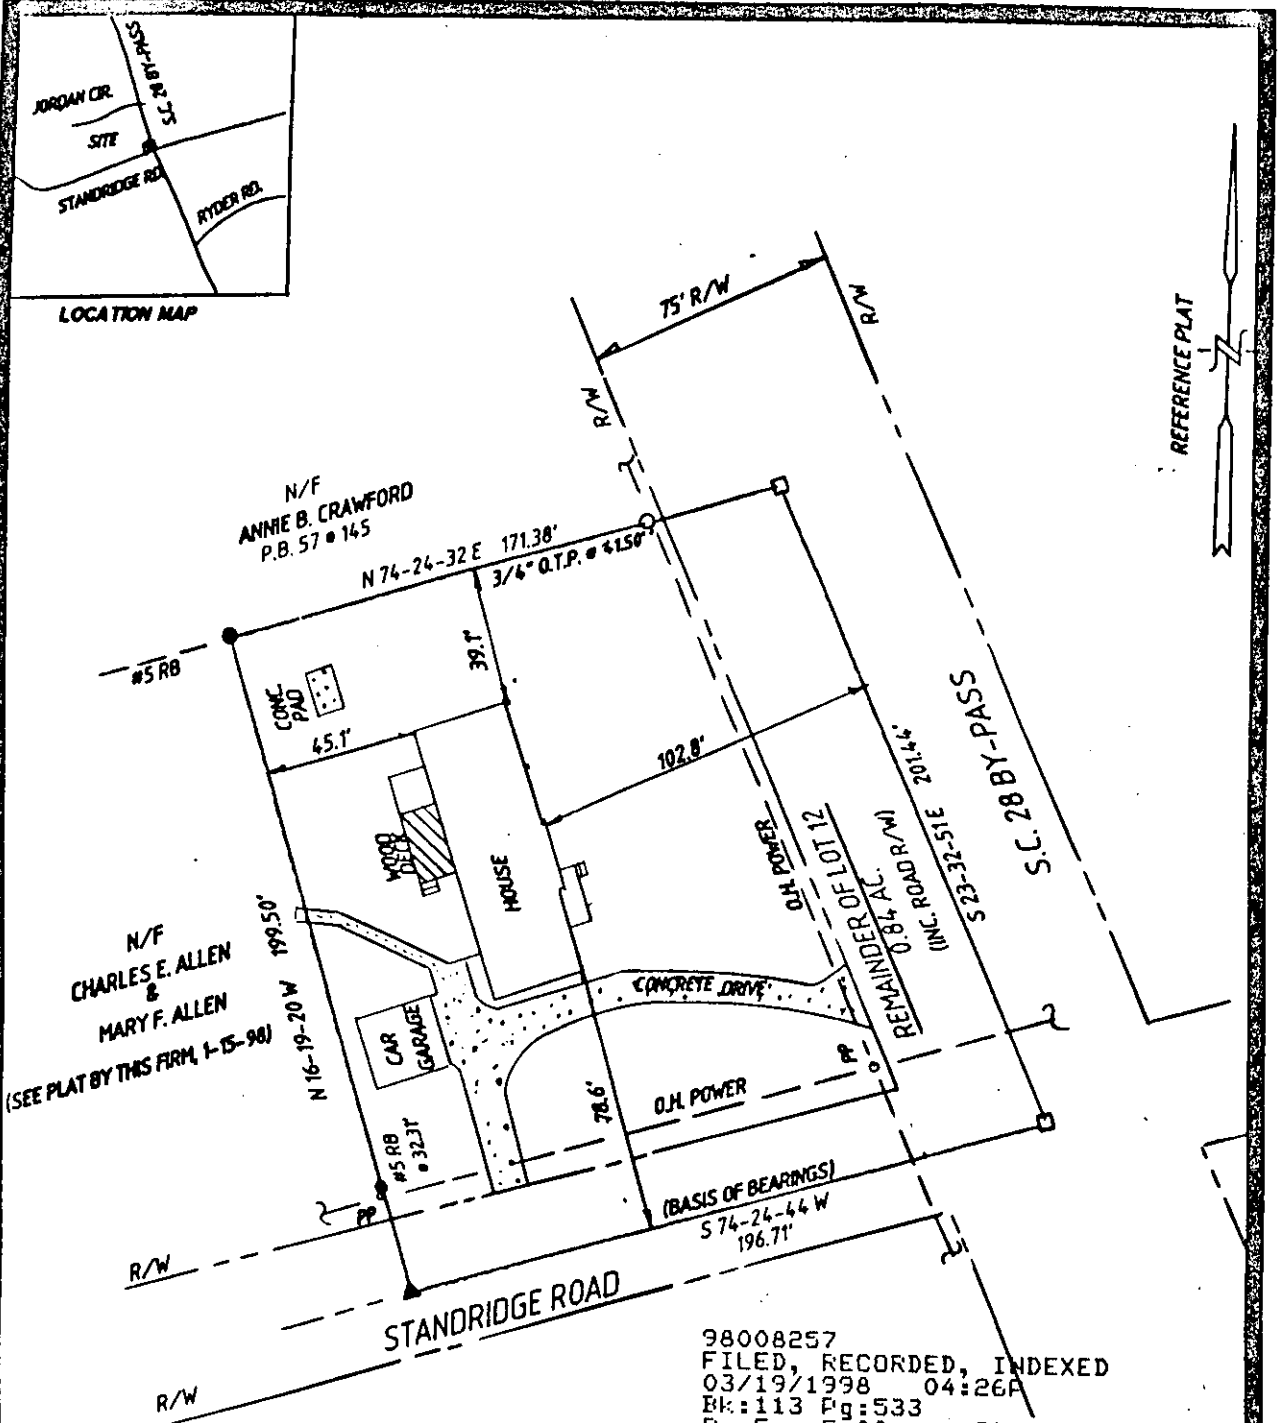 S.C. 28 BY-PASS
JORDAN CIR.
SITE
STANDRIDGE RD.
RYDER RD.
LOCATION MAP
75' R/W
R/W
R/W
REFERENCE PLAT
N
N/F
ANNIE B. CRAWFORD
P.B. 57 @ 145
N 74-24-32 E 171.38'
3/4" O.T.P. @ 41.50'
#5 RB
39.1'
CONC.
PAD
45.1'
102.8'
WOOD
DECK
HOUSE
O.H. POWER
REMAINDER OF LOT 12
0.84 AC.
(INC. ROAD R/W)
S 23-32-51 E 201.44'
S.C. 28 BY-PASS
N/F
CHARLES E. ALLEN
&
MARY F. ALLEN
(SEE PLAT BY THIS FIRM, 1-15-98)
N 16-19-20 W 199.50'
CONCRETE DRIVE
CAR
GARAGE
PP
78.6'
O.H. POWER
#5 RB
@ 32.31'
PP
(BASIS OF BEARINGS)
S 74-24-44 W
196.71'
R/W
STANDRIDGE ROAD
R/W
98008257
FILED, RECORDED, INDEXED
03/19/1998 04:26P
Bk:113 Pg:533